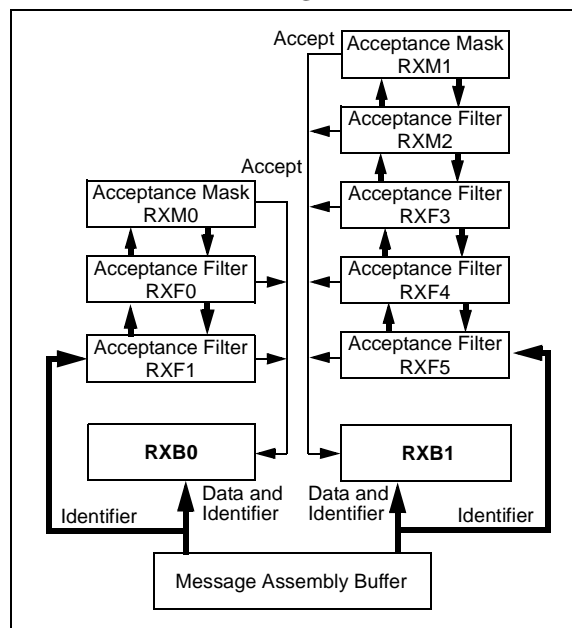 Accept
Acceptance Mask
RXM1
Acceptance Filter
RXM2
Accept
Acceptance Mask
RXM0
Acceptance Filter
RXF3
Acceptance Filter
RXF0
Acceptance Filter
RXF4
Acceptance Filter
RXF1
Acceptance Filter
RXF5
RXB0
RXB1
Identifier
Data and
Identifier
Data and
Identifier
Identifier
Message Assembly Buffer